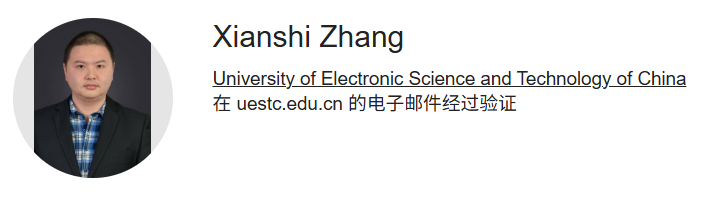 Xianshi Zhang
University of Electronic Science and Technology of China
在 uestc.edu.cn 的电子邮件经过验证